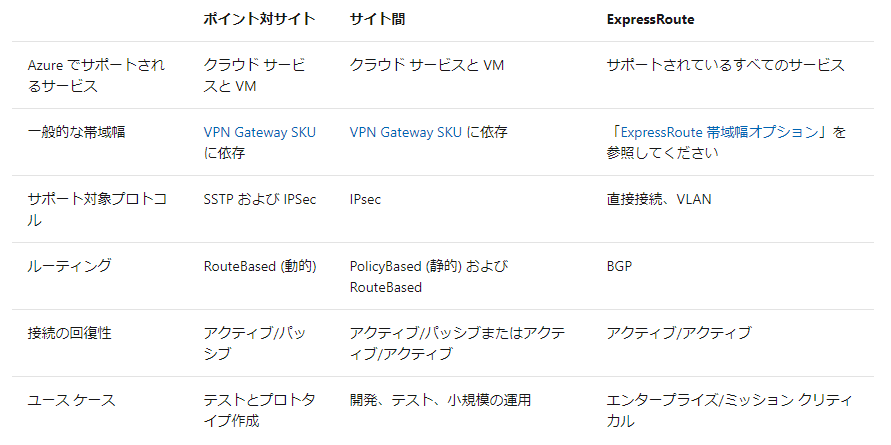 ポイント対サイト サイト間 ExpressRoute
Azure でサポートされ クラウド サービ クラウド サービスと VM サポートされているすべてのサービス
るサービス スと VM
一般的な帯域幅 VPN Gateway SKU VPN Gateway SKU に依存 「ExpressRoute 帯域幅オプション」を
に依存 参照してください
サポート対象プロトコ SSTP および IPSec IPsec 直接接続、VLAN
ル
ルーティング RouteBased (動的) PolicyBased (静的) および BGP
RouteBased
接続の回復性 アクティブ/パッ アクティブ/パッシブまたはアクテ アクティブ/アクティブ
シブ ィブ/アクティブ
ユース ケース テストとプロトタ 開発、テスト、小規模の運用 エンタープライズ/ミッション クリティ
イプ作成 カル